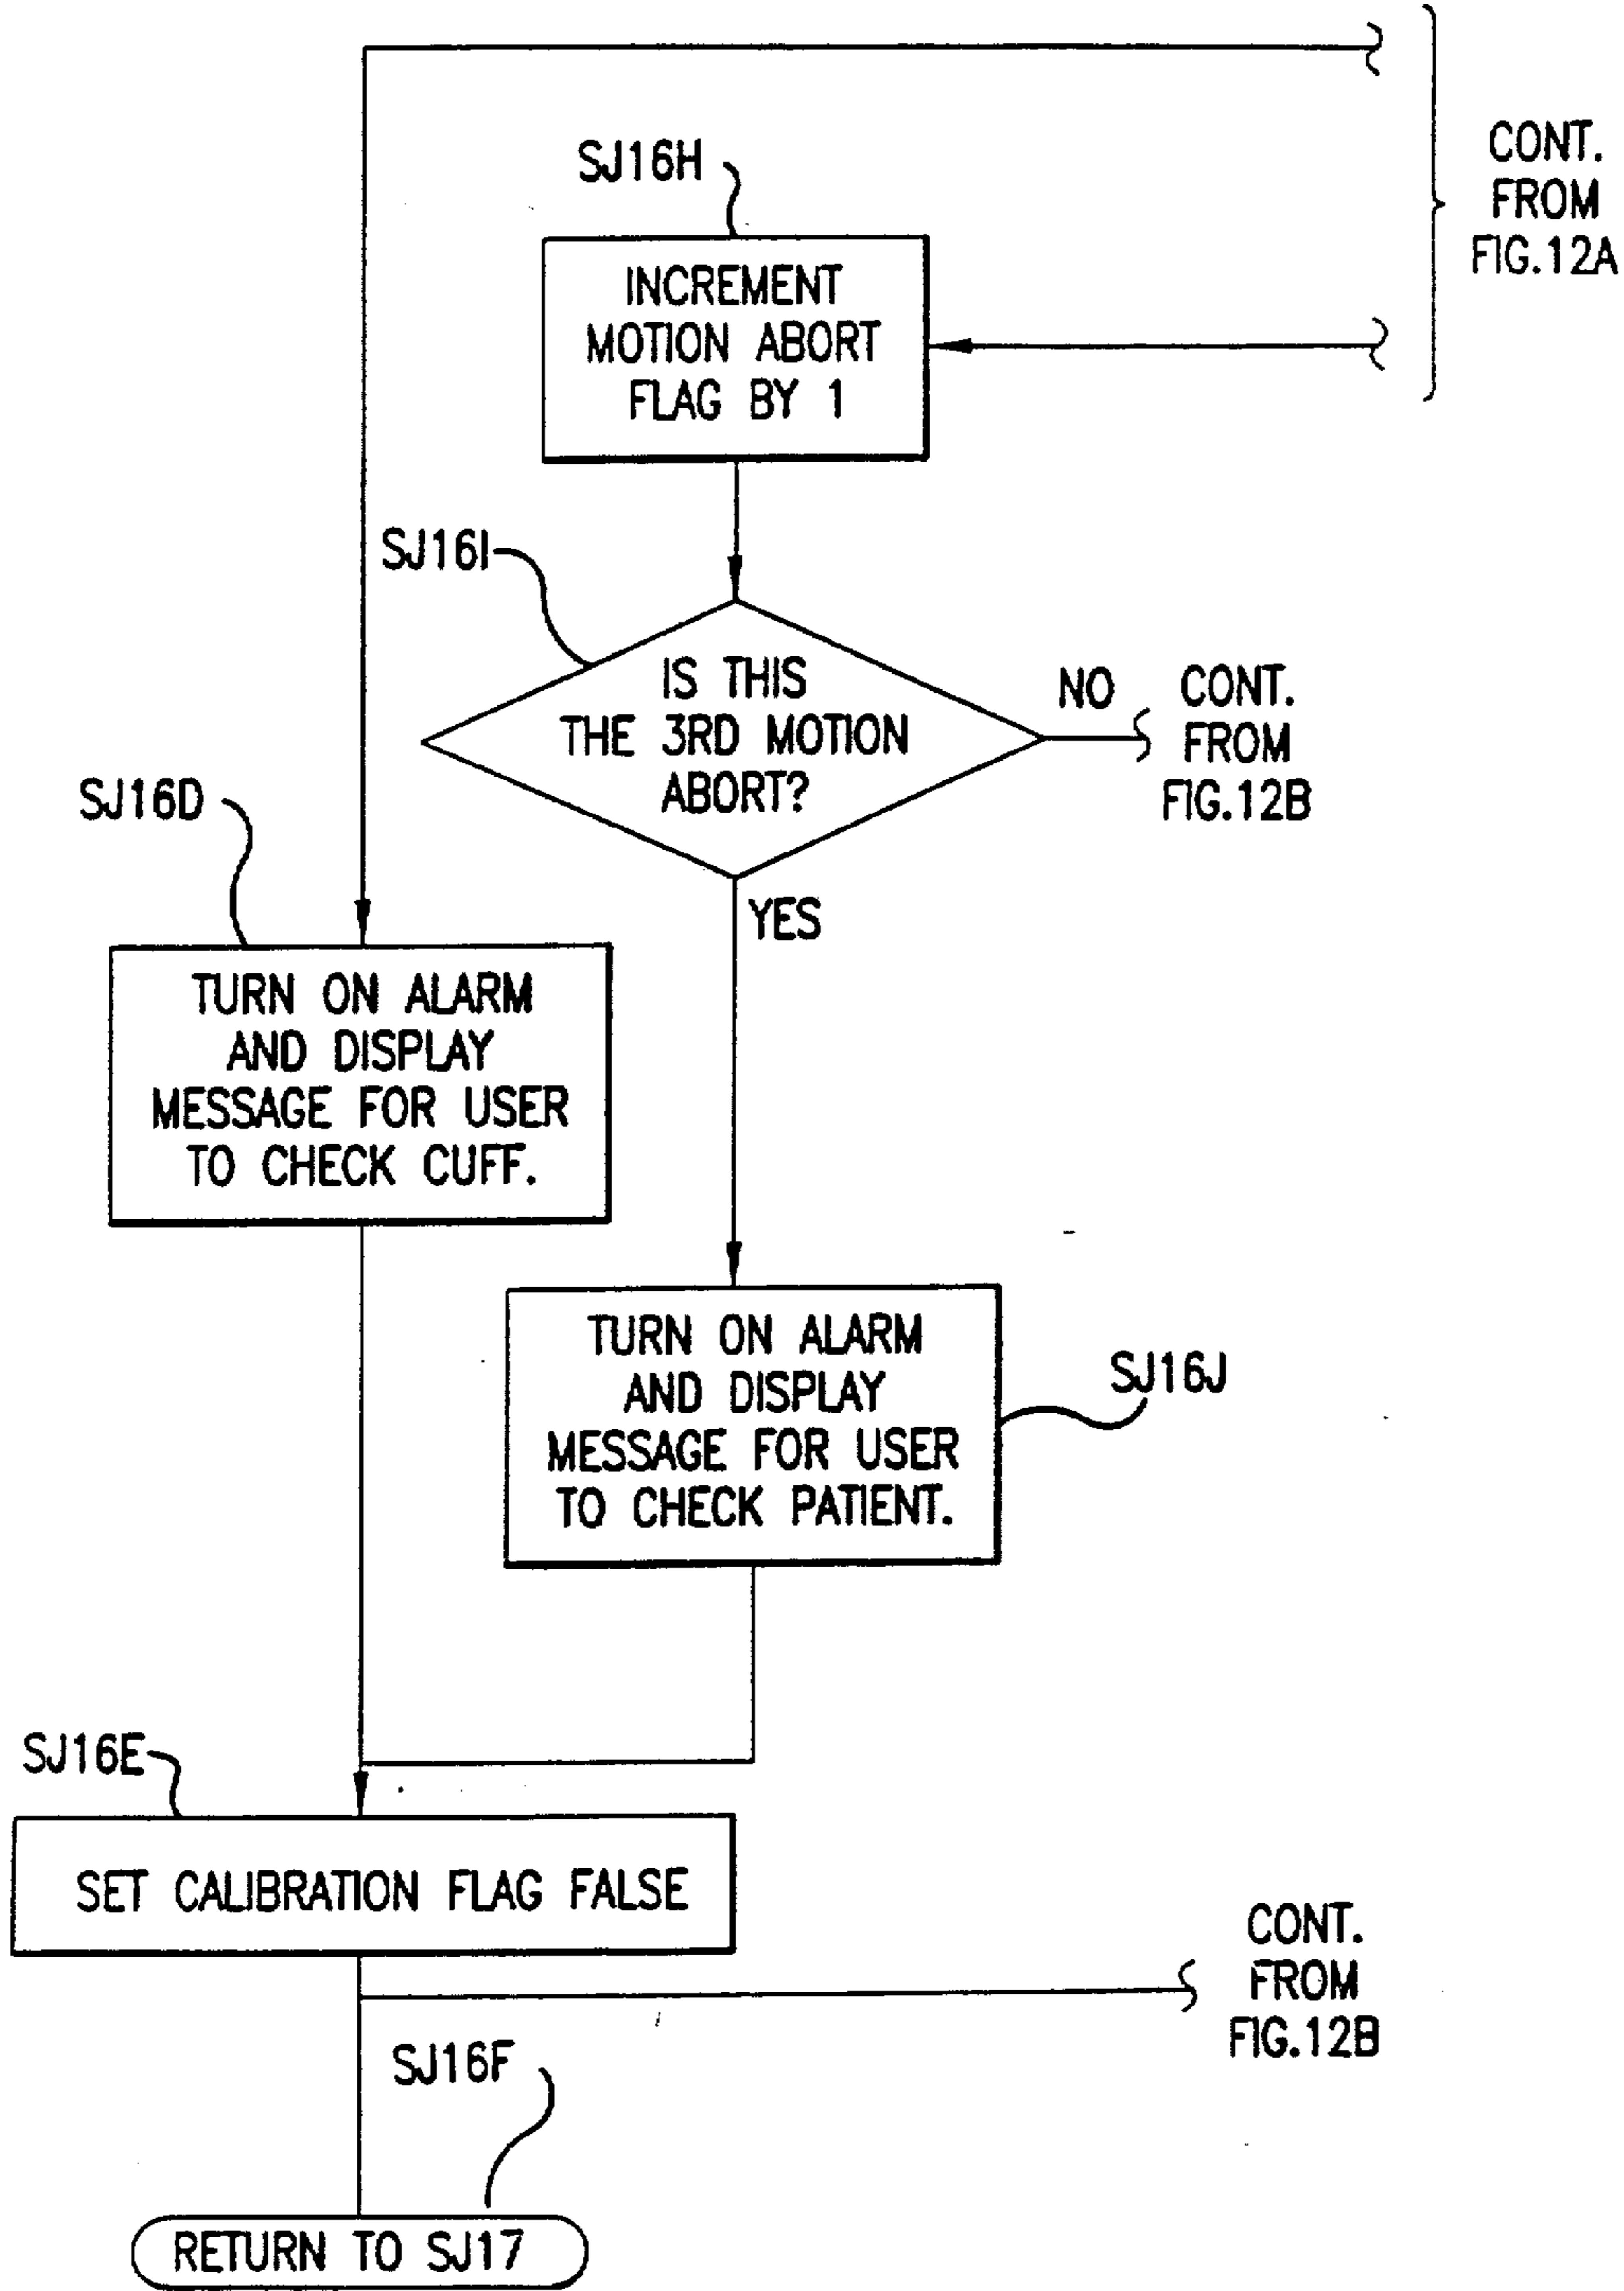 CONT.
FROM
FIG.12A
SJ16H
INCREMENT
MOTION ABORT
FLAG BY 1
SJ16I
IS THIS
THE 3RD MOTION
ABORT?
NO
CONT.
FROM
FIG.12B
YES
SJ16D
TURN ON ALARM
AND DISPLAY
MESSAGE FOR USER
TO CHECK CUFF.
TURN ON ALARM
AND DISPLAY
MESSAGE FOR USER
TO CHECK PATIENT.
SJ16J
SJ16E
SET CALIBRATION FLAG FALSE
CONT.
FROM
FIG.12B
SJ16F
RETURN TO SJ17